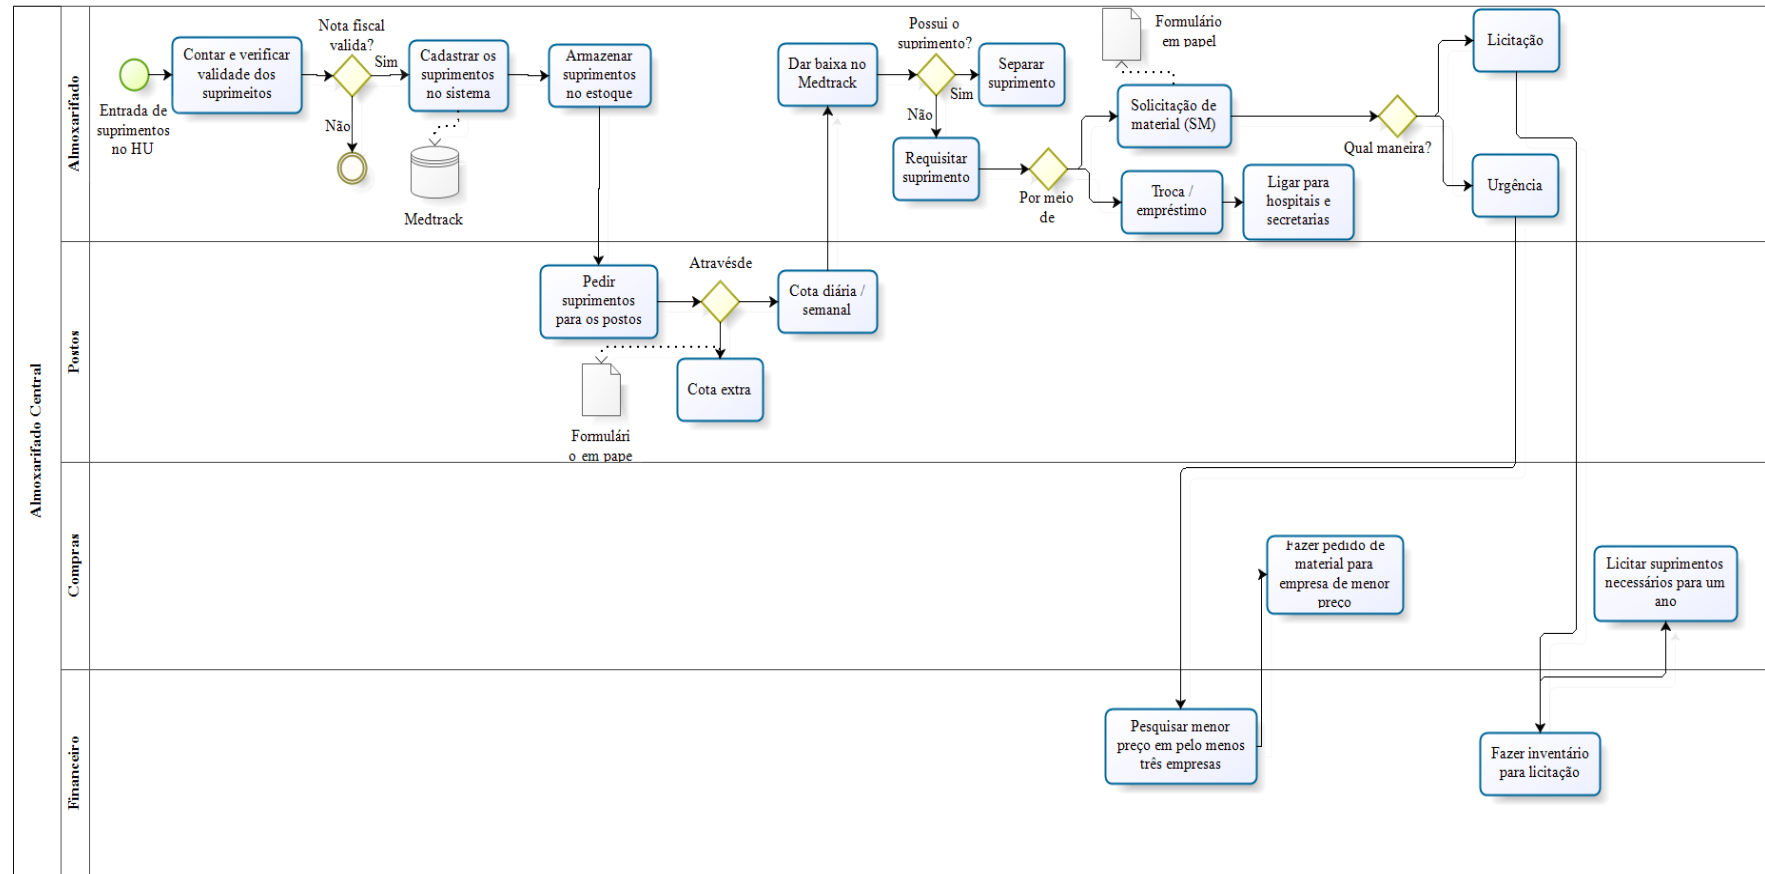 Almoxarifado Central
Almoxarifado
Entrada de
suprimentos
no HU
Contar e verificar
validade dos
suprimeitos
Nota fiscal
valida?
Sim
Não
Cadastrar os
suprimentos
no sistema
Medtrack
Armazenar
suprimentos
no estoque
Dar baixa no
Medtrack
Possui o
suprimento?
Sim
Não
Separar
suprimento
Requisitar
suprimento
Por meio
de
Formulário
em papel
Solicitação de
material (SM)
Troca /
empréstimo
Ligar para
hospitais e
secretarias
Qual maneira?
Licitação
Urgência
Postos
Pedir
suprimentos
para os postos
Atravésde
Cota diária /
semanal
Cota extra
Formulári
o em pape
Compras
Fazer pedido de
material para
empresa de menor
preço
Licitar suprimentos
necessários para um
ano
Financeiro
Pesquisar menor
preço em pelo menos
três empresas
Fazer inventário
para licitação